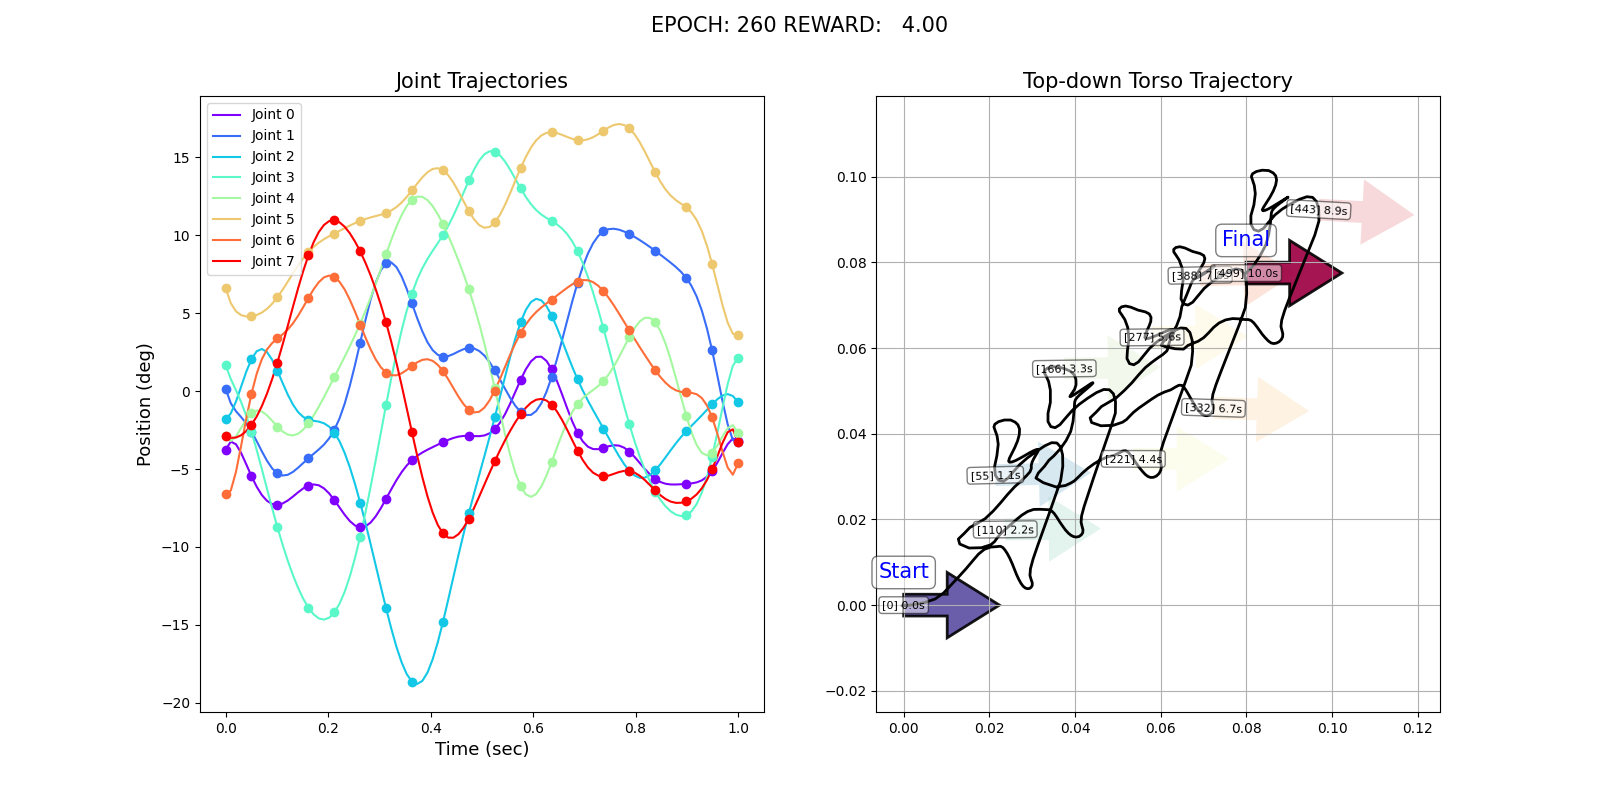 EPOCH: 260 REWARD:   4.00
Joint Trajectories
Joint 0
Joint 1
Joint 2
Joint 3
Joint 4
Joint 5
Joint 6
Joint 7
Position (deg)
15
10
5
0
−5
−10
−15
−20
0.0 0.2 0.4 0.6 0.8 1.0
Time (sec)
Top-down Torso Trajectory
0.10
0.08
0.06
0.04
0.02
0.00
−0.02
0.00 0.02 0.04 0.06 0.08 0.10 0.12
[443] 8.9s
Final
[388]
[499] 10.0s
[277] 5.6s
[166] 3.3s
[332] 6.7s
[221] 4.4s
[55] 1.1s
[110] 2.2s
Start
[0] 0.0s